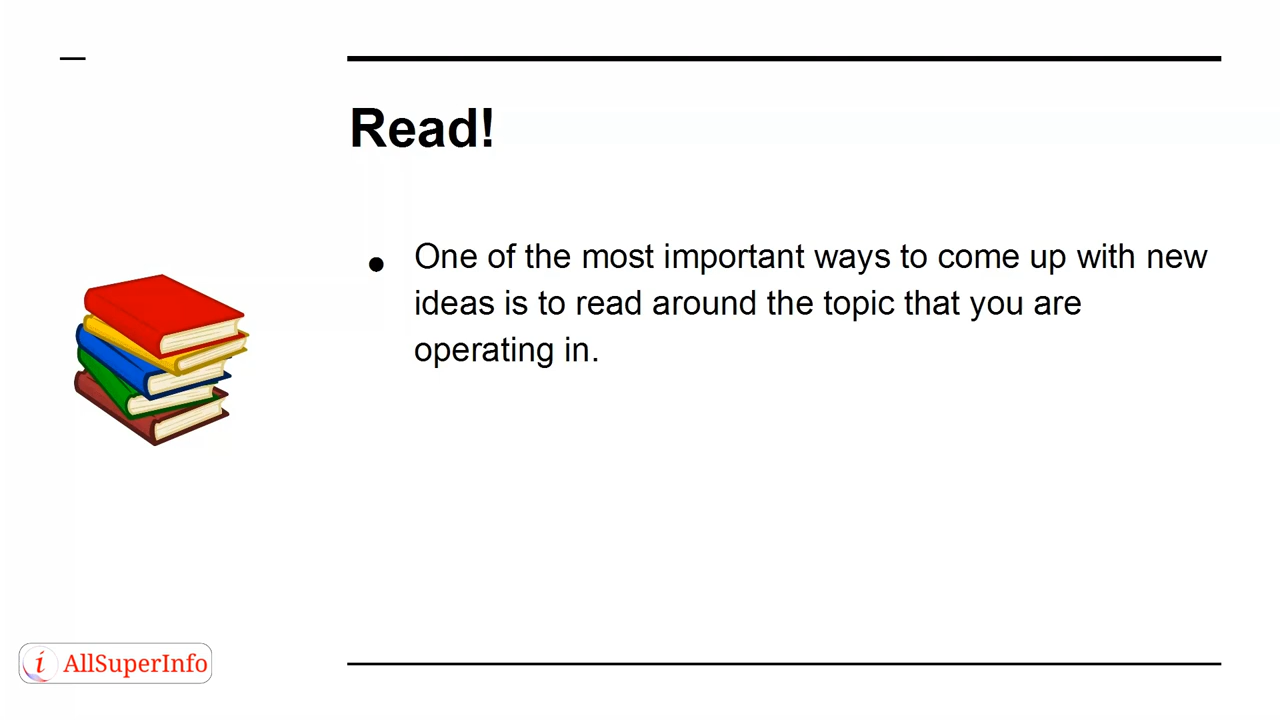 Read!
● One of the most important ways to come up with new
ideas is to read around the topic that you are
operating in.
i AllSuperInfo